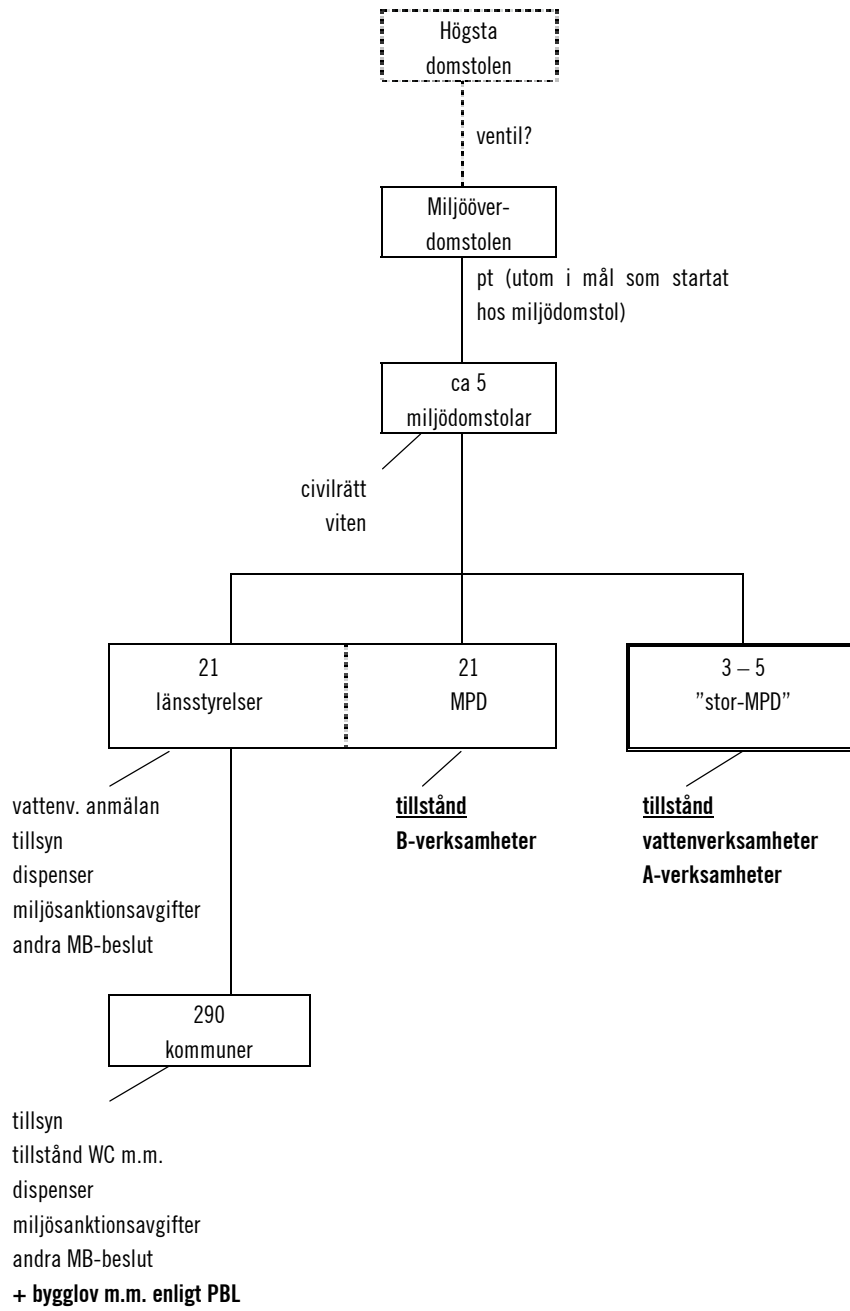 Högsta
domstolen
ventil?
Miljööver-
domstolen
pt (utom i mål som startat
hos miljödomstol)
ca 5
miljödomstolar
civilrätt
viten
21
länsstyrelser
21
MPD
3 – 5
”stor-MPD”
vattenv. anmälan
tillsyn
dispenser
miljösanktionsavgifter
andra MB-beslut
tillstånd
B-verksamheter
tillstånd
vattenverksamheter
A-verksamheter
290
kommuner
tillsyn
tillstånd WC m.m.
dispenser
miljösanktionsavgifter
andra MB-beslut
+ bygglov m.m. enligt PBL